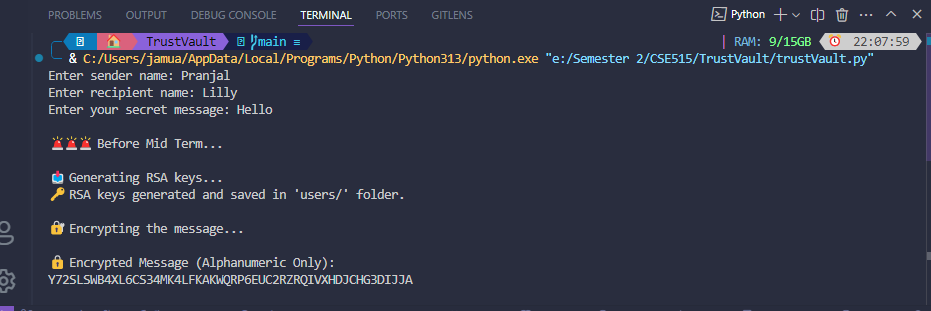 PROBLEMS OUTPUT DEBUG CONSOLE TERMINAL PORTS GITLENS Python
TrustVault main ≡ RAM: 9/15GB 22:07:59
& C:/Users/jamua/AppData/Local/Programs/Python/Python313/python.exe "e:/Semester 2/CSE515/TrustVault/trustVault.py"
Enter sender name: Pranjal
Enter recipient name: Lilly
Enter your secret message: Hello
🚨🚨🚨 Before Mid Term...
📥 Generating RSA keys...
🔑 RSA keys generated and saved in 'users/' folder.
🔐 Encrypting the message...
🔒 Encrypted Message (Alphanumeric Only):
Y72SLSWB4XL6CS34MK4LFKAKWQRP6EUC2RZRQIVXHDJCHG3DIJJA